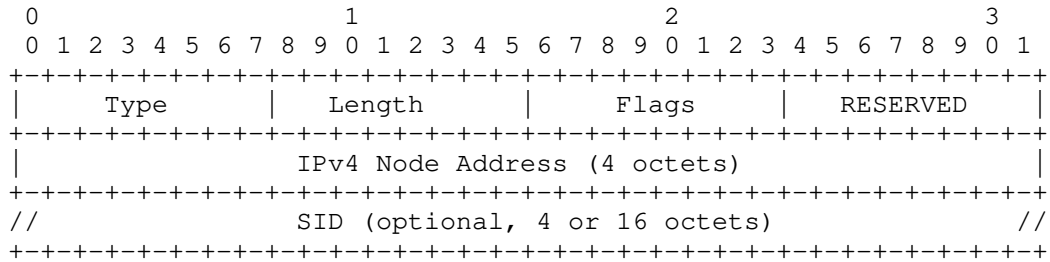 0                   1                   2                   3
 0 1 2 3 4 5 6 7 8 9 0 1 2 3 4 5 6 7 8 9 0 1 2 3 4 5 6 7 8 9 0 1
+-+-+-+-+-+-+-+-+-+-+-+-+-+-+-+-+-+-+-+-+-+-+-+-+-+-+-+-+-+-+-+-+
|     Type      |   Length      |     Flags     |   RESERVED    |
+-+-+-+-+-+-+-+-+-+-+-+-+-+-+-+-+-+-+-+-+-+-+-+-+-+-+-+-+-+-+-+-+
|                 IPv4 Node Address (4 octets)                  |
+-+-+-+-+-+-+-+-+-+-+-+-+-+-+-+-+-+-+-+-+-+-+-+-+-+-+-+-+-+-+-+-+
//                SID (optional, 4 or 16 octets)               //
+-+-+-+-+-+-+-+-+-+-+-+-+-+-+-+-+-+-+-+-+-+-+-+-+-+-+-+-+-+-+-+-+